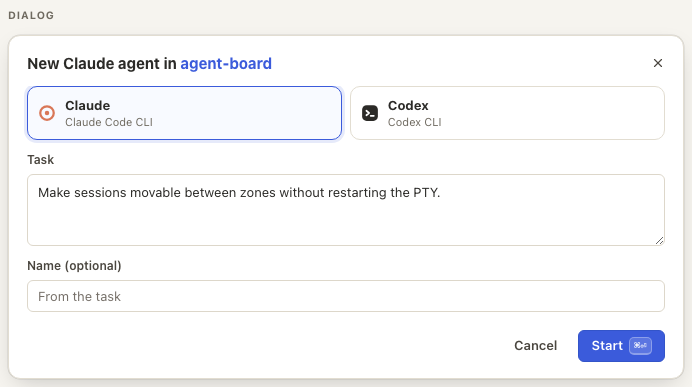 DIALOG
New Claude agent in agent-board
Claude
Claude Code CLI
Codex
Codex CLI
Task
Make sessions movable between zones without restarting the PTY.
Name (optional)
From the task
Cancel
Start ⌘⏎